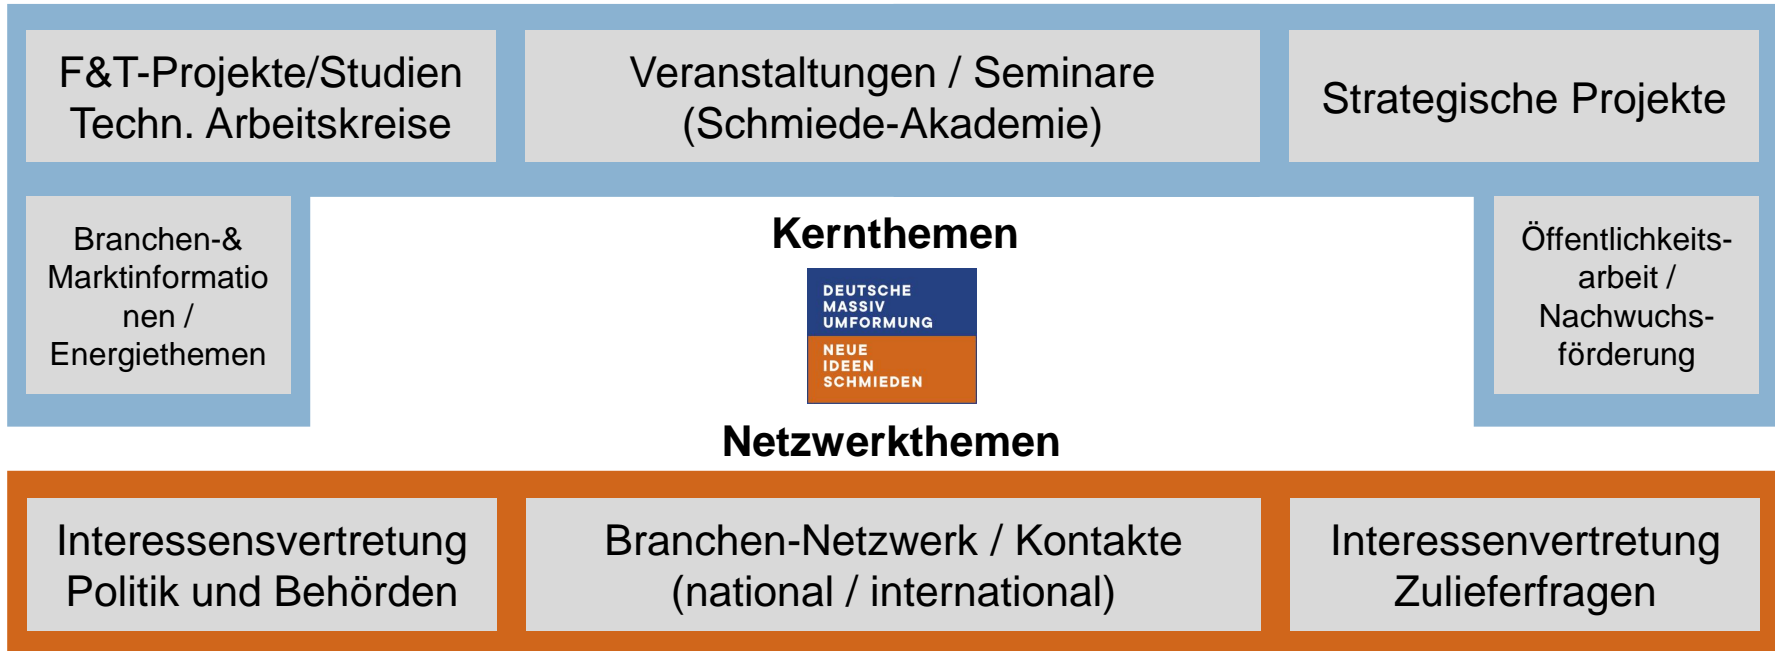 F&T-Projekte/Studien
Techn. Arbeitskreise
Veranstaltungen / Seminare
(Schmiede-Akademie)
Strategische Projekte
Branchen-&
Marktinformatio
nen /
Energiethemen
Kernthemen
DEUTSCHE
MASSIV
UMFORMUNG
NEUE
IDEEN
SCHMIEDEN
Öffentlichkeits-
arbeit /
Nachwuchs-
förderung
Netzwerkthemen
Interessensvertretung
Politik und Behörden
Branchen-Netzwerk / Kontakte
(national / international)
Interessenvertretung
Zulieferfragen